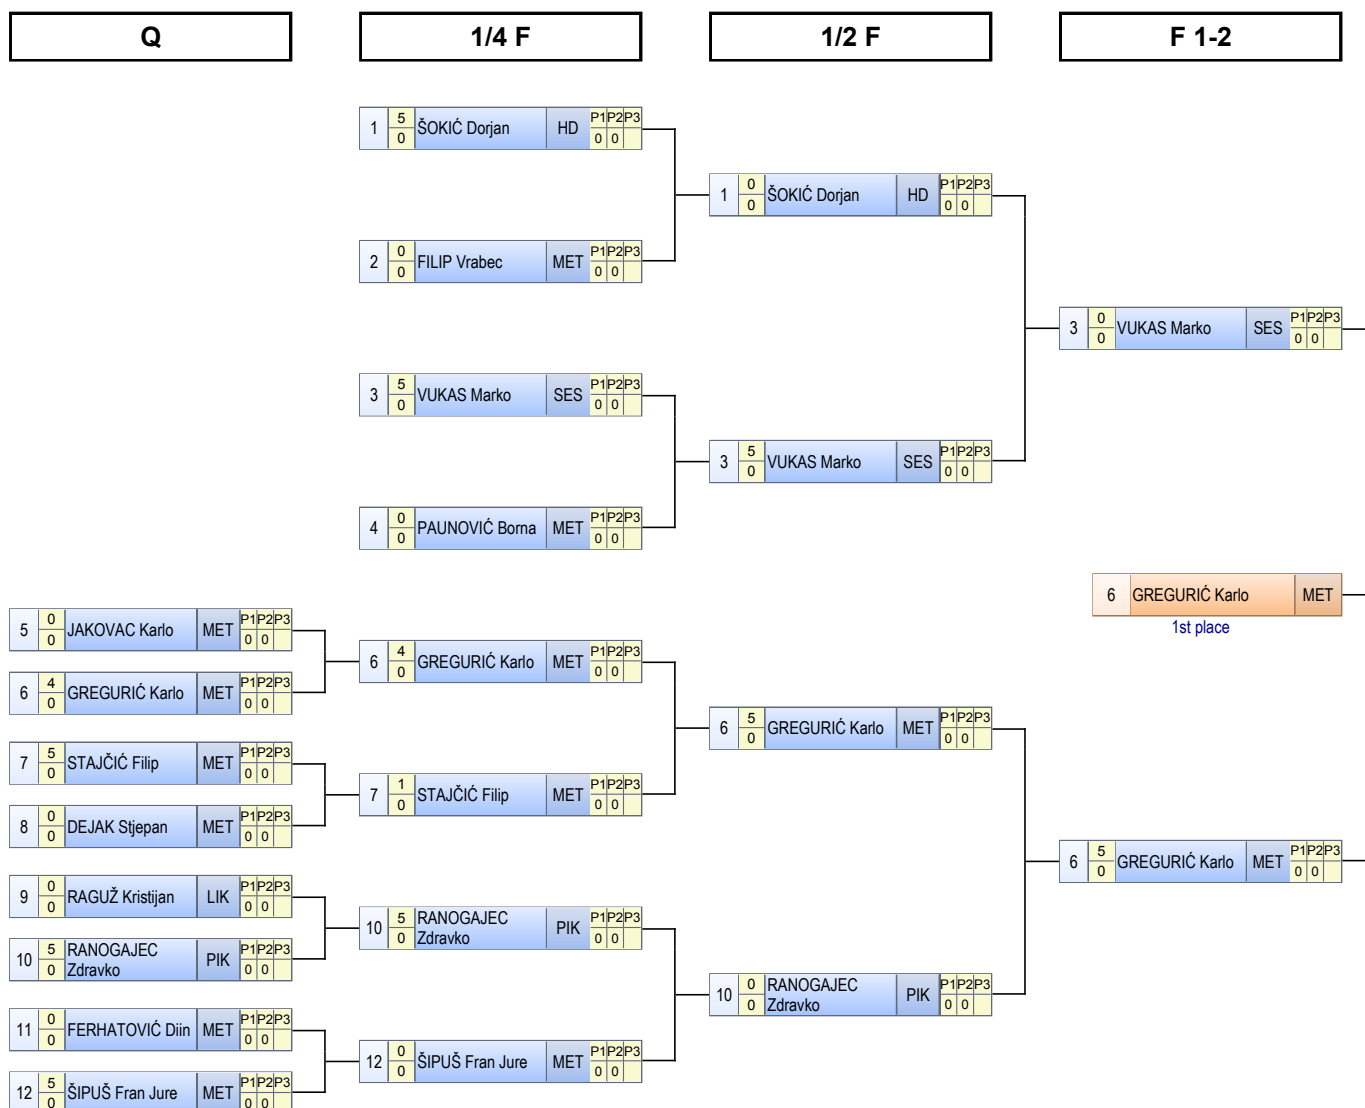 Q
1/4 F
1/2 F
F 1-2
1 5 ŠOKIĆ Dorjan HD P1 P2 P3
0 0 0
1 0 ŠOKIĆ Dorjan HD P1 P2 P3
0 0 0
2 0 FILIP Vrabec MET P1 P2 P3
0 0 0
3 0 VUKAS Marko SES P1 P2 P3
0 0 0
3 5 VUKAS Marko SES P1 P2 P3
0 0 0
3 5 VUKAS Marko SES P1 P2 P3
0 0 0
4 0 PAUNOVIĆ Borna MET P1 P2 P3
0 0 0
6 GREGURIĆ Karlo MET
1st place
5 0 JAKOVAC Karlo MET P1 P2 P3
0 0 0
6 4 GREGURIĆ Karlo MET P1 P2 P3
0 0 0
6 4 GREGURIĆ Karlo MET P1 P2 P3
0 0 0
6 5 GREGURIĆ Karlo MET P1 P2 P3
0 0 0
7 5 STAJČIĆ Filip MET P1 P2 P3
0 0 0
7 1 STAJČIĆ Filip MET P1 P2 P3
0 0 0
8 0 DEJAK Stjepan MET P1 P2 P3
0 0 0
6 5 GREGURIĆ Karlo MET P1 P2 P3
0 0 0
9 0 RAGUŽ Kristijan LIK P1 P2 P3
0 0 0
10 5 RANOGAJEC PIK P1 P2 P3
0 Zdravko 0 0
10 5 RANOGAJEC PIK P1 P2 P3
0 Zdravko 0 0
10 0 RANOGAJEC PIK P1 P2 P3
0 Zdravko 0 0
11 0 FERHATOVIĆ Diin MET P1 P2 P3
0 0 0
12 0 ŠIPUŠ Fran Jure MET P1 P2 P3
0 0 0
12 5 ŠIPUŠ Fran Jure MET P1 P2 P3
0 0 0